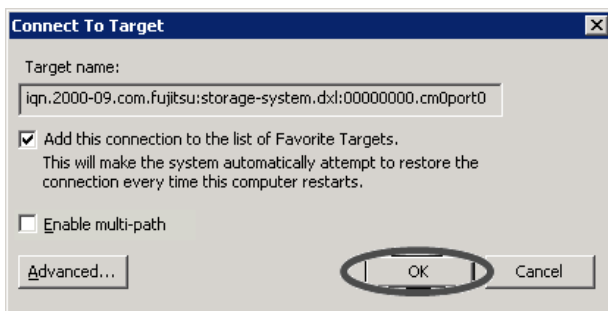 Connect To Target
Target name:
iqn.2000-09.com.fujitsu:storage-system.dxl:00000000.cm0port0
Add this connection to the list of Favorite Targets.
This will make the system automatically attempt to restore the
connection every time this computer restarts.
Enable multi-path
Advanced... OK Cancel